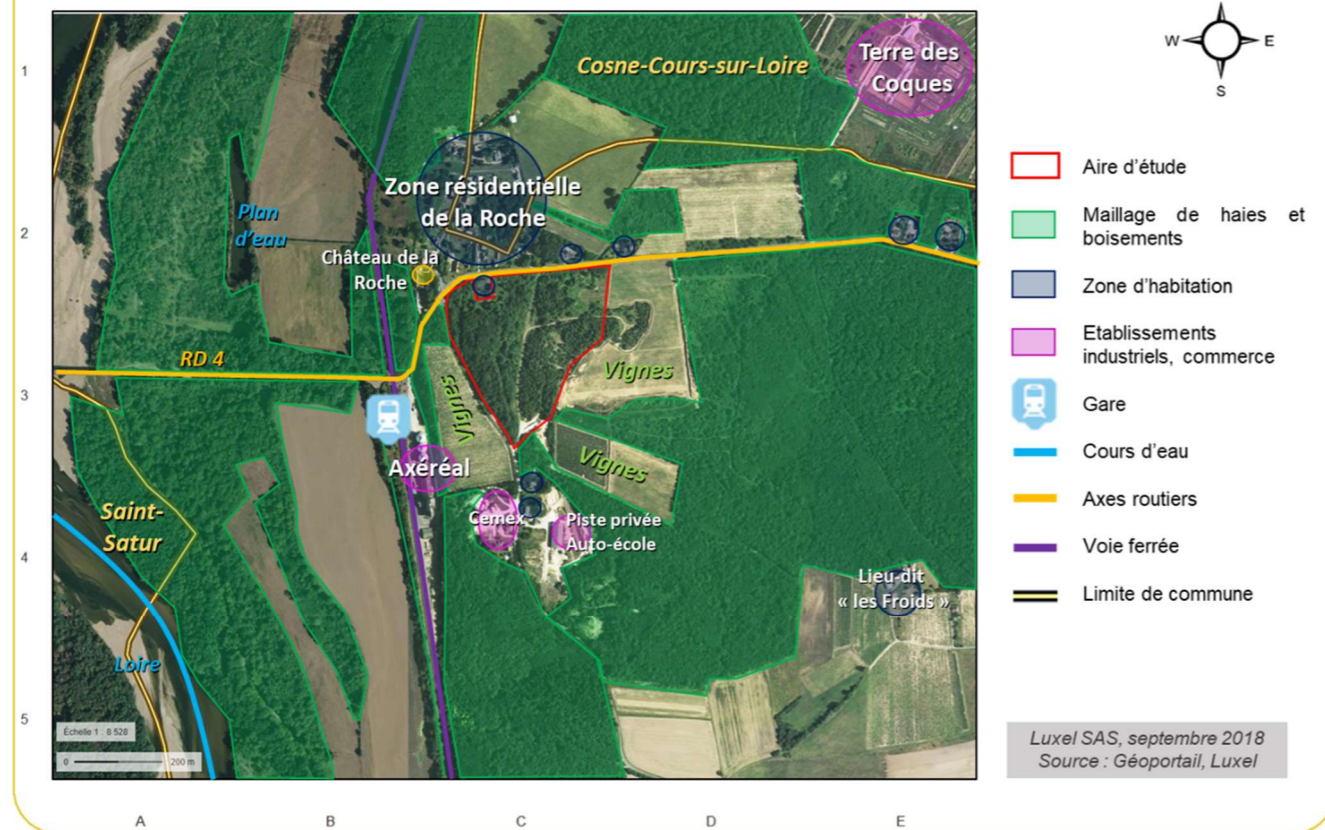 Cosne-Cours-sur-Loire
Terre des
Coques
Zone résidentielle
de la Roche
Plan
d'eau
Château de la
Roche
RD 4
Vignes
Vignes
Vignes
Axéréal
Cemex
Piste privée
Auto-école
Saint-
Satur
Lieu-dit
« les Froids »
Loire
Échelle 1 : 8 528
0
200 m
1
2
3
4
5
A
B
C
D
E
W
E
S
Aire d'étude
Maillage de haies et
boisements
Zone d'habitation
Etablissements
industriels, commerce
Gare
Cours d'eau
Axes routiers
Voie ferrée
Limite de commune
Luxel SAS, septembre 2018
Source : Géoportail, Luxel